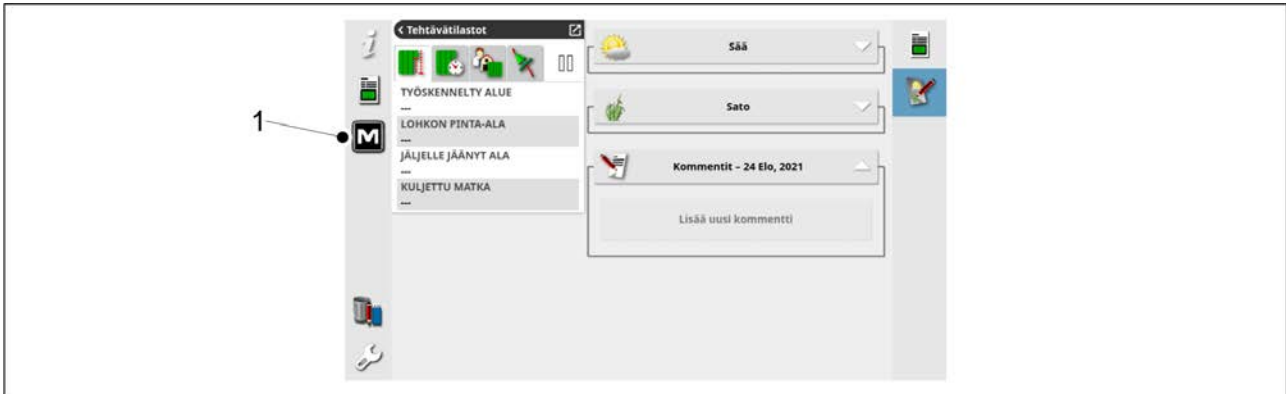 Tehtävätilastot
TYÖSKENNELTY ALUE
---
LOHKON PINTA-ALA
---
JÄLJELLE JÄÄNYT ALA
---
KULJETTU MATKA
---
1
M
Sää
Sato
Kommentit – 24 Elo, 2021
Lisää uusi kommentti